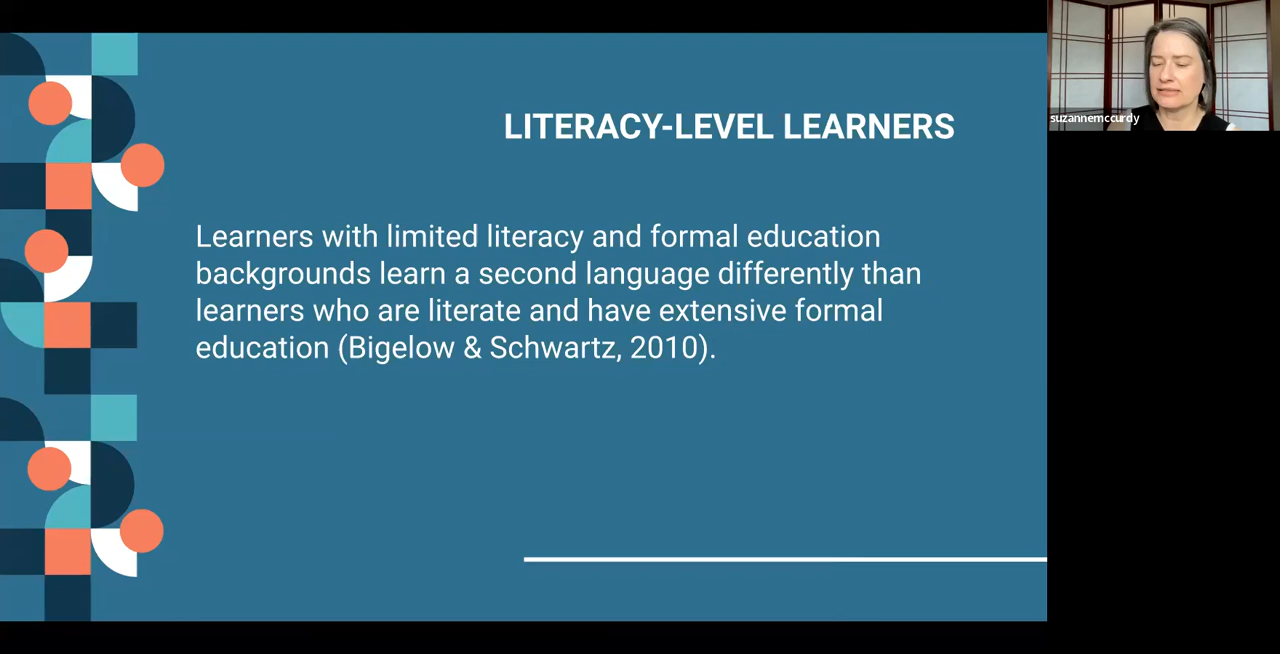 LITERACY-LEVEL LEARNERS
Learners with limited literacy and formal education
backgrounds learn a second language differently than
learners who are literate and have extensive formal
education (Bigelow & Schwartz, 2010).
suzannemccurdy